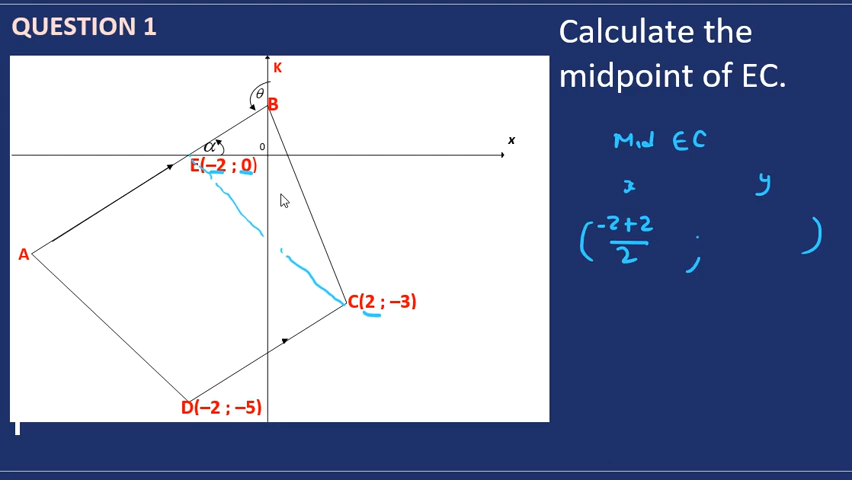 QUESTION 1
Calculate the
midpoint of EC.
K
θ
B
x
α
0
E(–2 ; 0)
A
C(2 ; –3)
D(–2 ; –5)
Mid EC
x y
(-2+2/2 ; )